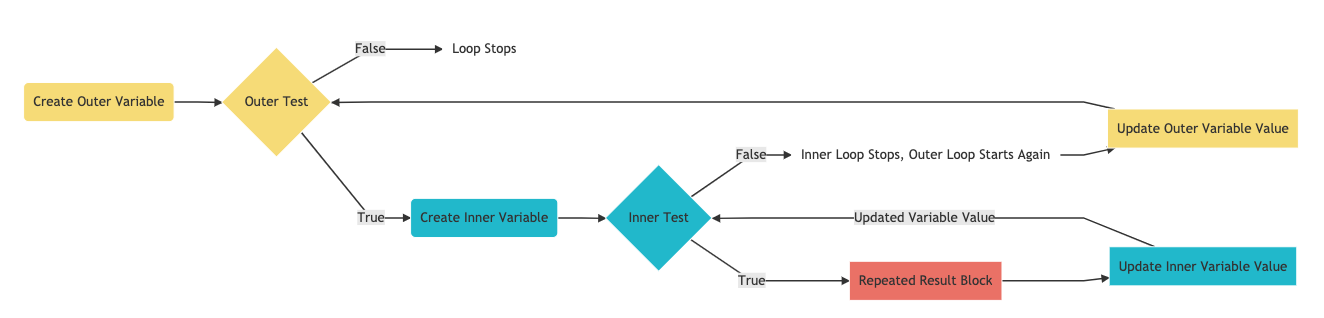 False
Loop Stops
Create Outer Variable
Outer Test
Update Outer Variable Value
False
Inner Loop Stops, Outer Loop Starts Again
True
Create Inner Variable
Inner Test
Updated Variable Value
True
Repeated Result Block
Update Inner Variable Value